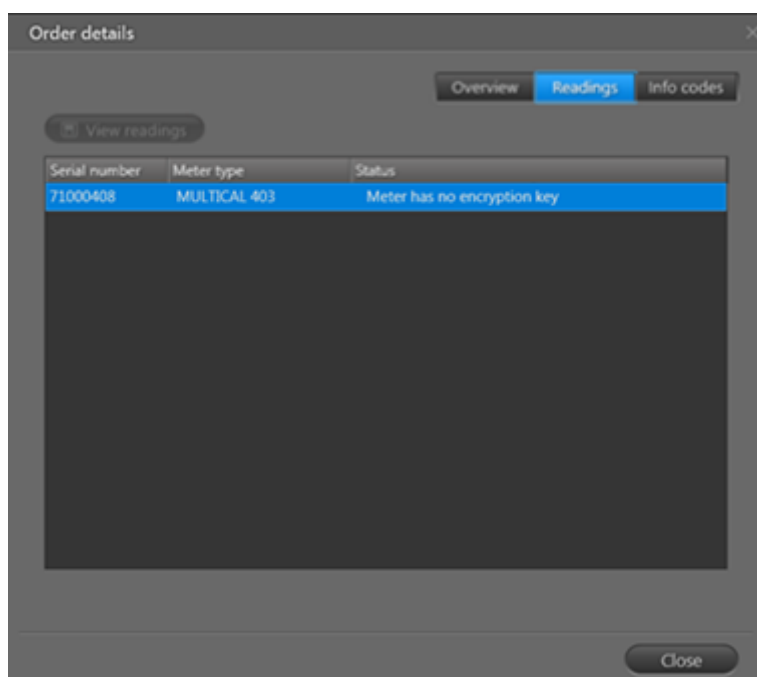 Order details
Overview Readings Info codes
View readings
Serial number Meter type Status
71000408 MULTICAL 403 Meter has no encryption key
Close